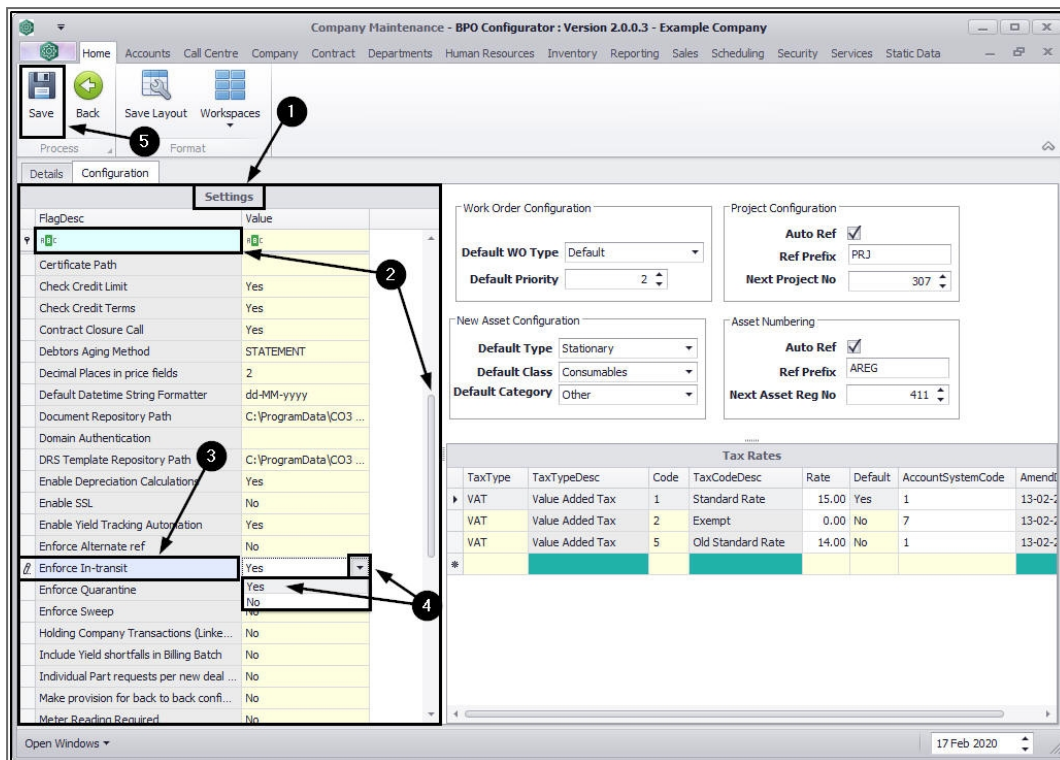 Company Maintenance - BPO Configurator : Version 2.0.0.3 - Example Company
Home Accounts Call Centre Company Contract Departments Human Resources Inventory Reporting Sales Scheduling Security Services Static Data
Save Back Save Layout Workspaces
1
5
Process Format
Details Configuration
Settings
FlagDesc Value
2
Certificate Path
Check Credit Limit Yes
Check Credit Terms Yes
Contract Closure Call Yes
Debtors Aging Method STATEMENT
Decimal Places in price fields 2
Default Datetime String Formatter dd-MM-yyyy
Document Repository Path C:\ProgramData\CO3 ...
Domain Authentication
DRS Template Repository Path C:\ProgramData\CO3 ...
3
Enable Depreciation Calculations Yes
Enable SSL No
Enable Yield Tracking Automation Yes
Enforce Alternate ref No
Enforce In-transit Yes
Yes
No
4
Enforce Quarantine
Enforce Sweep No
Holding Company Transactions (Linke... No
Include Yield shortfalls in Billing Batch No
Individual Part requests per new deal ... No
Make provision for back to back confi... No
Meter Reading Required No
Work Order Configuration
Default WO Type Default
Default Priority 2
Project Configuration
Auto Ref
Ref Prefix PRJ
Next Project No 307
New Asset Configuration
Default Type Stationary
Default Class Consumables
Default Category Other
Asset Numbering
Auto Ref
Ref Prefix AREG
Next Asset Reg No 411
Tax Rates
TaxType TaxTypeDesc Code TaxCodeDesc Rate Default AccountSystemCode AmendD
VAT Value Added Tax 1 Standard Rate 15.00 Yes 1 13-02-2
VAT Value Added Tax 2 Exempt 0.00 No 7 13-02-2
VAT Value Added Tax 5 Old Standard Rate 14.00 No 1 13-02-2
Open Windows 17 Feb 2020